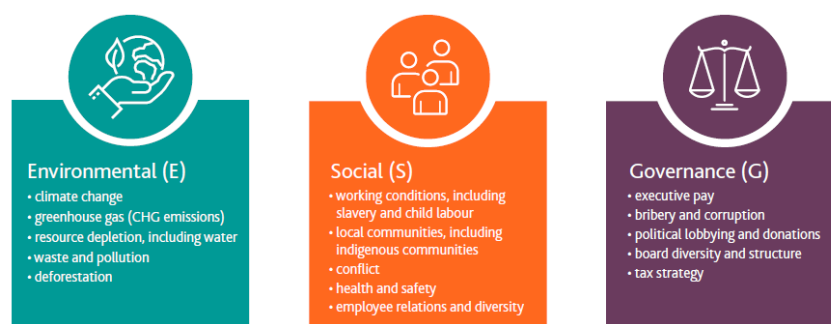 Environmental (E)
• climate change
• greenhouse gas (CHG emissions)
• resource depletion, including water
• waste and pollution
• deforestation
Social (S)
• working conditions, including
slavery and child labour
• local communities, including
indigenous communities
• conflict
• health and safety
• employee relations and diversity
Governance (G)
• executive pay
• bribery and corruption
• political lobbying and donations
• board diversity and structure
• tax strategy